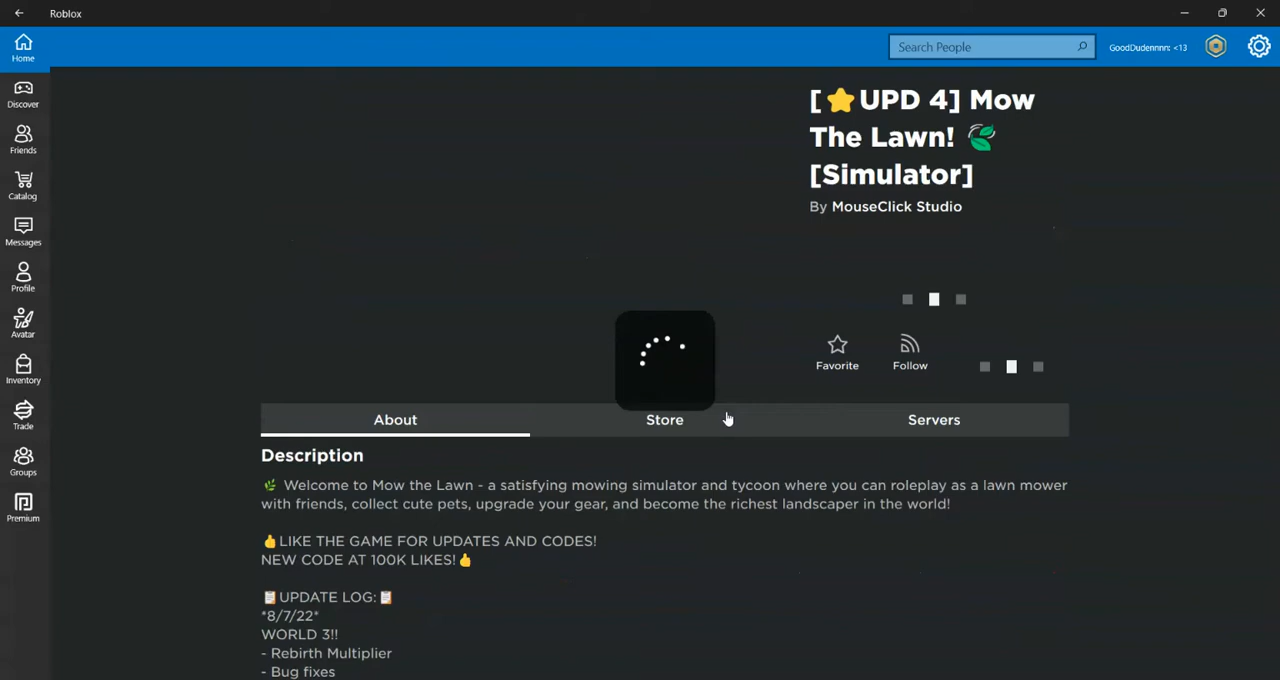 Roblox
Home
Search People
GoodDudennnn: <13
Discover
Friends
Catalog
Messages
Profile
Avatar
Inventory
Trade
Groups
Premium
[⭐UPD 4] Mow
The Lawn! 🍃
[Simulator]
By MouseClick Studio
Favorite
Follow
About
Store
Servers
Description
🌿 Welcome to Mow the Lawn - a satisfying mowing simulator and tycoon where you can roleplay as a lawn mower
with friends, collect cute pets, upgrade your gear, and become the richest landscaper in the world!
👍LIKE THE GAME FOR UPDATES AND CODES!
NEW CODE AT 100K LIKES!👍
📋UPDATE LOG:📋
*8/7/22*
WORLD 3!!
- Rebirth Multiplier
- Bug fixes